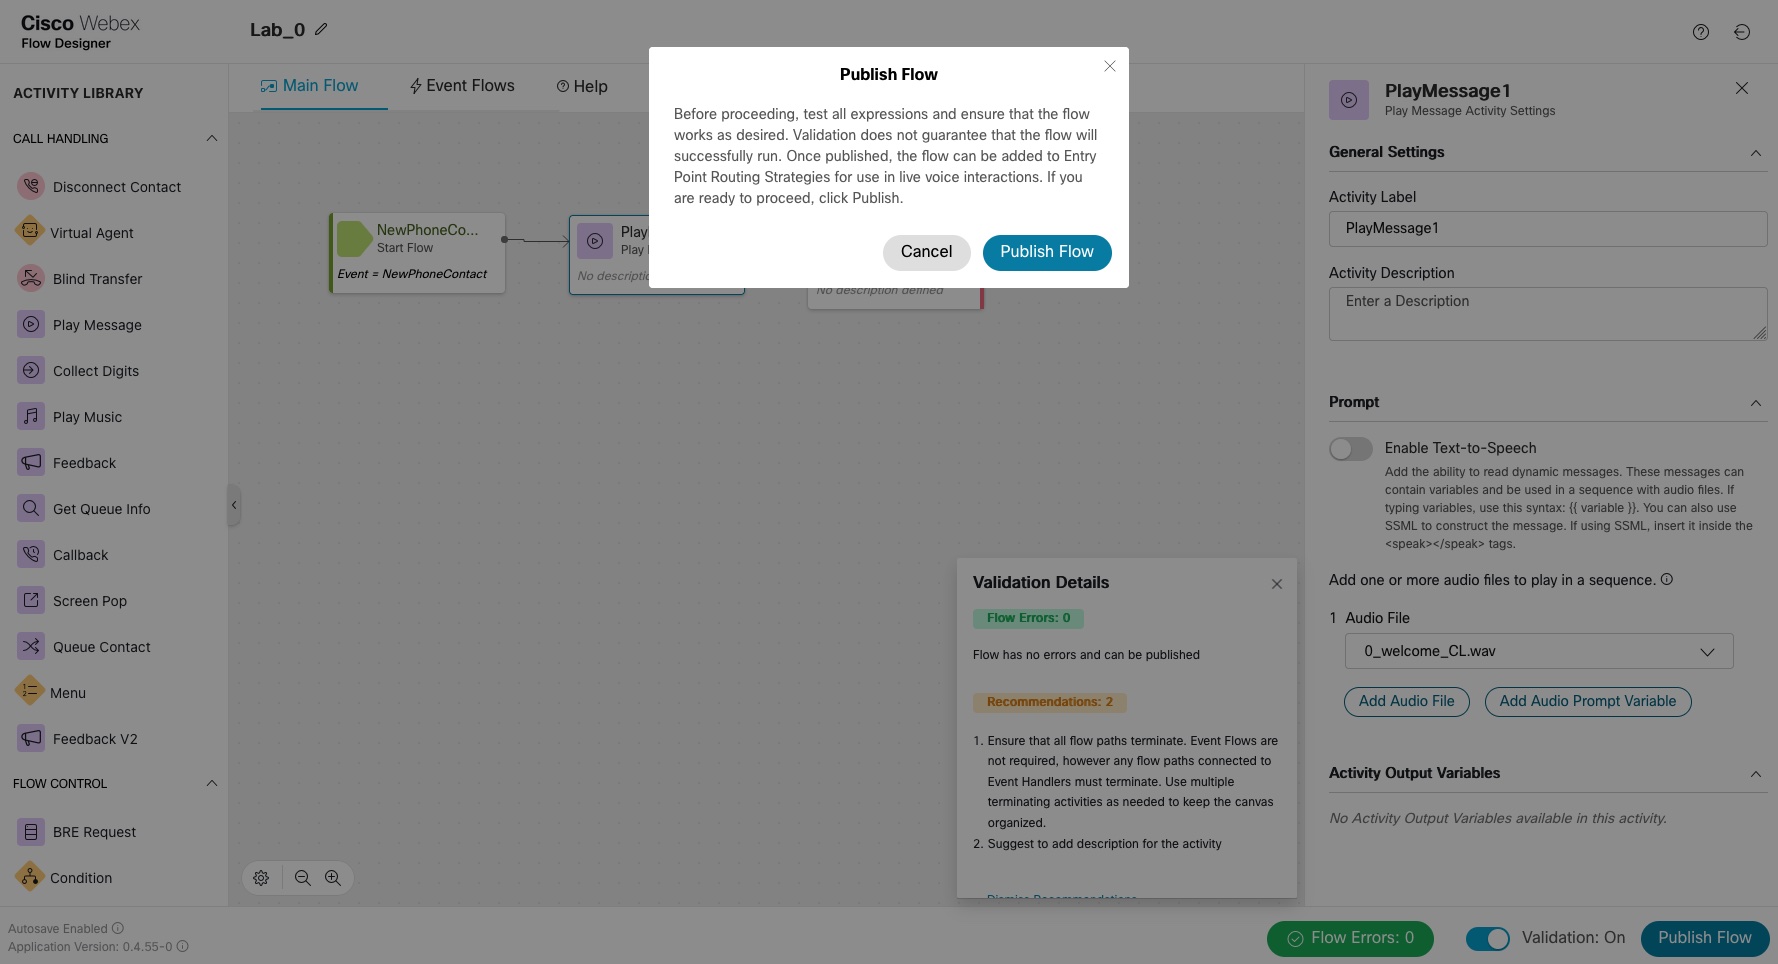 Cisco Webex
Flow Designer
Lab_0
ACTIVITY LIBRARY
CALL HANDLING
Disconnect Contact
Virtual Agent
Blind Transfer
Play Message
Collect Digits
Play Music
Feedback
Get Queue Info
Callback
Screen Pop
Queue Contact
Menu
Feedback V2
FLOW CONTROL
BRE Request
Condition
Main Flow
Event Flows
Help
NewPhoneCo...
Start Flow
Event = NewPhoneContact
Play
Play
No description defined
Publish Flow
Before proceeding, test all expressions and ensure that the flow
works as desired. Validation does not guarantee that the flow will
successfully run. Once published, the flow can be added to Entry
Point Routing Strategies for use in live voice interactions. If you
are ready to proceed, click Publish.
Cancel
Publish Flow
Validation Details
Flow Errors: 0
Flow has no errors and can be published
Recommendations: 2
1. Ensure that all flow paths terminate. Event Flows are
not required, however any flow paths connected to
Event Handlers must terminate. Use multiple
terminating activities as needed to keep the canvas
organized.
2. Suggest to add description for the activity
Dismiss Recommendations
PlayMessage1
Play Message Activity Settings
General Settings
Activity Label
PlayMessage1
Activity Description
Enter a Description
Prompt
Enable Text-to-Speech
Add the ability to read dynamic messages. These messages can
contain variables and be used in a sequence with audio files. If
typing variables, use this syntax: {{ variable }}. You can also use
SSML to construct the message. If using SSML, insert it inside the
<speak></speak> tags.
Add one or more audio files to play in a sequence.
1 Audio File
0_welcome_CL.wav
Add Audio File
Add Audio Prompt Variable
Activity Output Variables
No Activity Output Variables available in this activity.
Autosave Enabled
Application Version: 0.4.55-0
Flow Errors: 0
Validation: On
Publish Flow